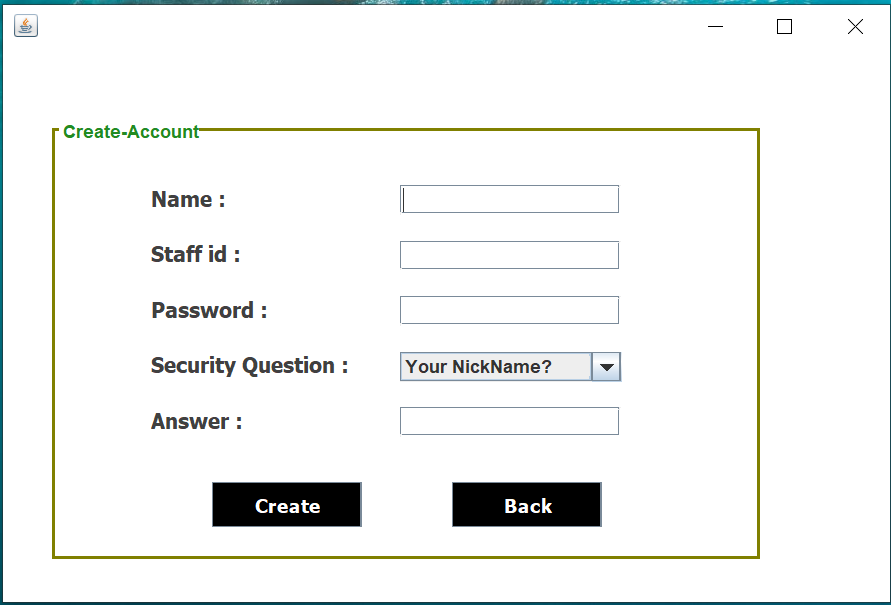 Create-Account
Name :
Staff id :
Password :
Security Question : Your NickName?
Answer :
Create Back